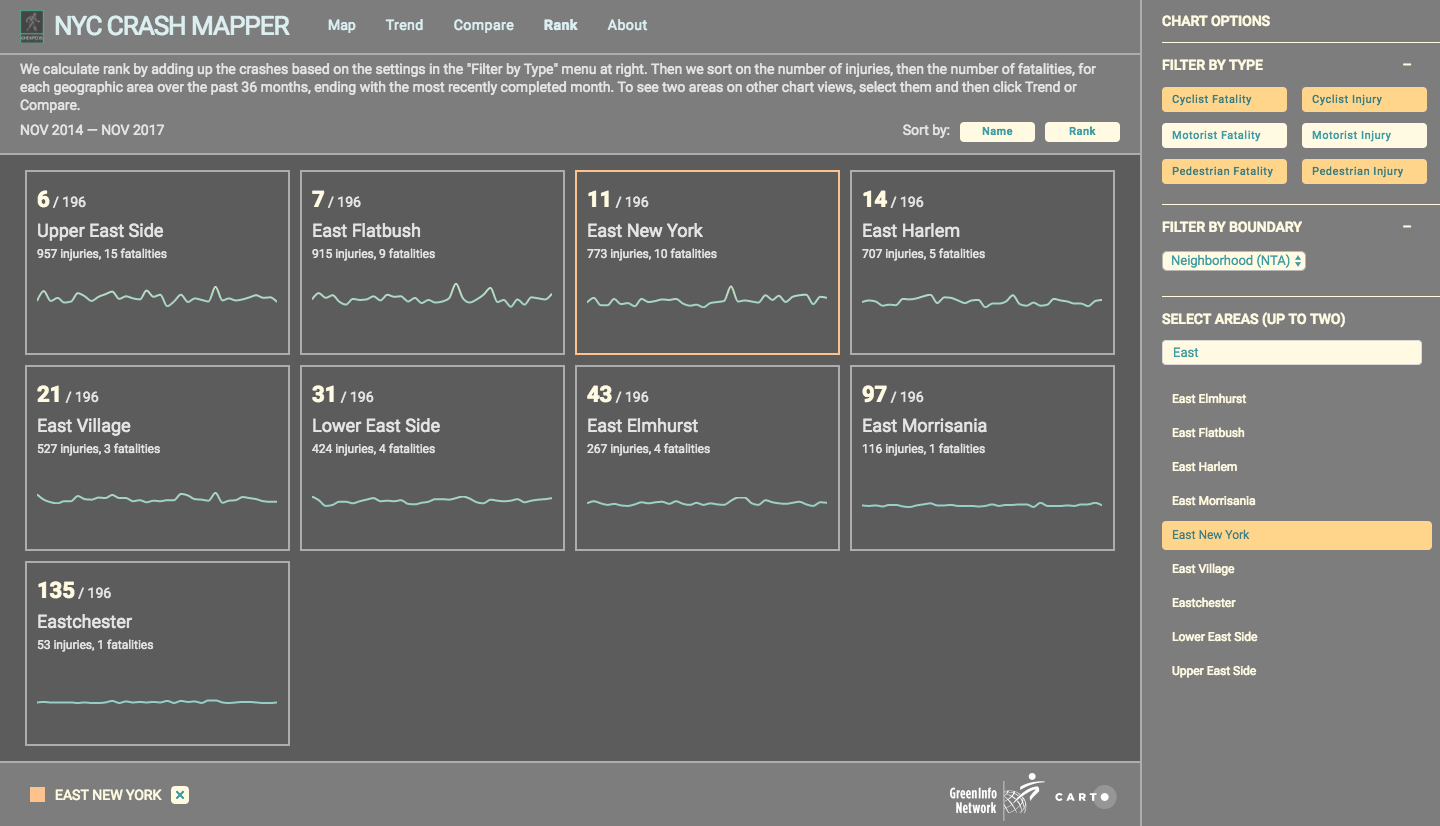 NYC CRASH MAPPER
Map
Trend
Compare
Rank
About
We calculate rank by adding up the crashes based on the settings in the "Filter by Type" menu at right. Then we sort on the number of injuries, then the number of fatalities, for
each geographic area over the past 36 months, ending with the most recently completed month. To see two areas on other chart views, select them and then click Trend or
Compare.
NOV 2014 — NOV 2017
Sort by:
Name
Rank
6 / 196
Upper East Side
957 injuries, 15 fatalities
7 / 196
East Flatbush
915 injuries, 9 fatalities
11 / 196
East New York
773 injuries, 10 fatalities
14 / 196
East Harlem
707 injuries, 5 fatalities
21 / 196
East Village
527 injuries, 3 fatalities
31 / 196
Lower East Side
424 injuries, 4 fatalities
43 / 196
East Elmhurst
267 injuries, 4 fatalities
97 / 196
East Morrisania
116 injuries, 1 fatalities
135 / 196
Eastchester
53 injuries, 1 fatalities
EAST NEW YORK
GreenInfo
Network
CARTO
CHART OPTIONS
FILTER BY TYPE
Cyclist Fatality
Cyclist Injury
Motorist Fatality
Motorist Injury
Pedestrian Fatality
Pedestrian Injury
FILTER BY BOUNDARY
Neighborhood (NTA)
SELECT AREAS (UP TO TWO)
East
East Elmhurst
East Flatbush
East Harlem
East Morrisania
East New York
East Village
Eastchester
Lower East Side
Upper East Side